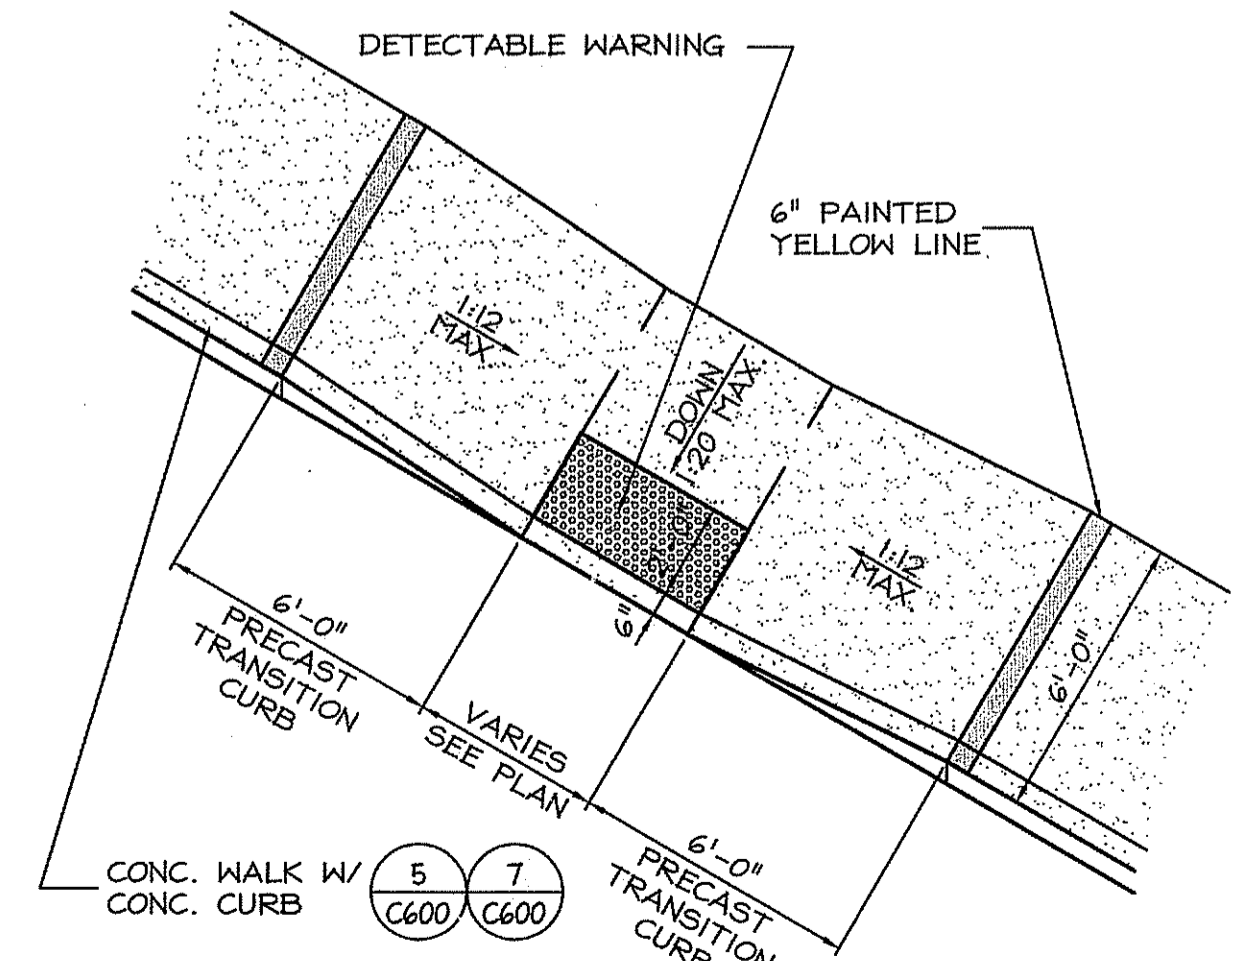 DETECTABLE WARNING
6" PAINTED
YELLOW LINE
1:12
MAX.
DOWN
1:20 MAX.
2'-0"
6"
1:12
MAX.
6'-0"
6'-0"
PRECAST
TRANSITION
CURB
VARIES
SEE PLAN
6'-0"
PRECAST
TRANSITION
CURB
CONC. WALK W/
CONC. CURB
5
C600
7
C600